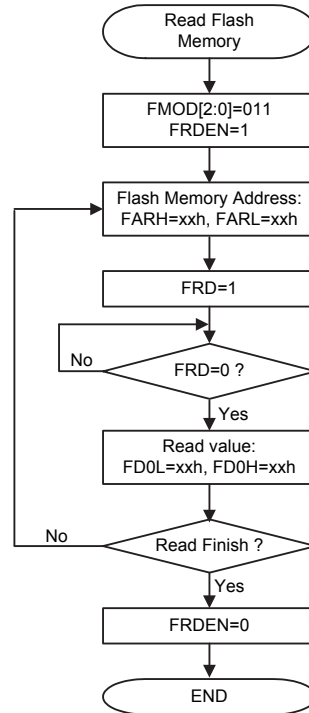 Read Flash
Memory
FMOD[2:0]=011
FRDEN=1
Flash Memory Address:
FARH=xxh, FARL=xxh
FRD=1
No
FRD=0 ?
Yes
Read value:
FD0L=xxh, FD0H=xxh
No
Read Finish ?
Yes
FRDEN=0
END